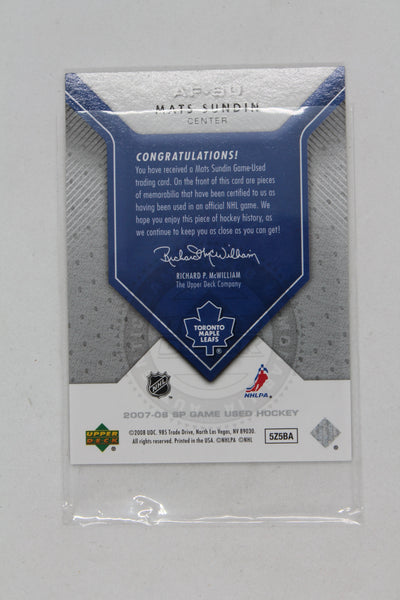 AF-SU
MATS SUNDIN
CENTER
CONGRATULATIONS!
You have received a Mats Sundin Game-Used
trading card. On the front of this card are pieces
of memorabilia that have been certified to us as
having been used in an official NHL game. We
hope you enjoy this piece of hockey history, as
we continue to keep you as close as you can get!
Richard McWilliam
RICHARD P. McWILLIAM
The Upper Deck Company
TORONTO
MAPLE
LEAFS
®
NHL
NHLPA
2007-08 SP GAME USED HOCKEY
UPPER
DECK
©2008 UDC. 985 Trade Drive, North Las Vegas, NV 89030.
All rights reserved. Printed in the USA. ©NHLPA ©NHL
5Z5BA